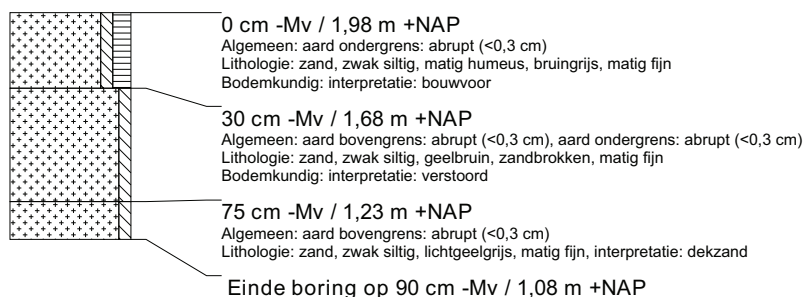 0 cm -Mv / 1,98 m +NAP
Algemeen: aard ondergrens: abrupt (<0,3 cm)
Lithologie: zand, zwak siltig, matig humeus, bruingrijs, matig fijn
Bodemkundig: interpretatie: bouwvoor
30 cm -Mv / 1,68 m +NAP
Algemeen: aard bovengrens: abrupt (<0,3 cm), aard ondergrens: abrupt (<0,3 cm)
Lithologie: zand, zwak siltig, geelbruin, zandbrokken, matig fijn
Bodemkundig: interpretatie: verstoord
75 cm -Mv / 1,23 m +NAP
Algemeen: aard bovengrens: abrupt (<0,3 cm)
Lithologie: zand, zwak siltig, lichtgeelgrijs, matig fijn, interpretatie: dekzand
Einde boring op 90 cm -Mv / 1,08 m +NAP